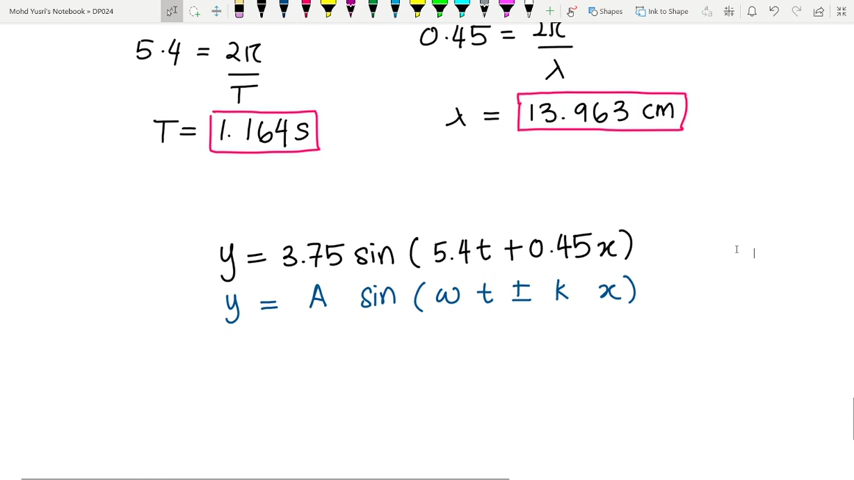 Mohd Yusri's Notebook » DP024
Shapes
Ink to Shape
5.4 = 2π / T
0.45 = 2π / λ
T = 1.164 s
λ = 13.963 cm
y = 3.75 sin ( 5.4t + 0.45x )
y = A sin ( ω t ± k x )